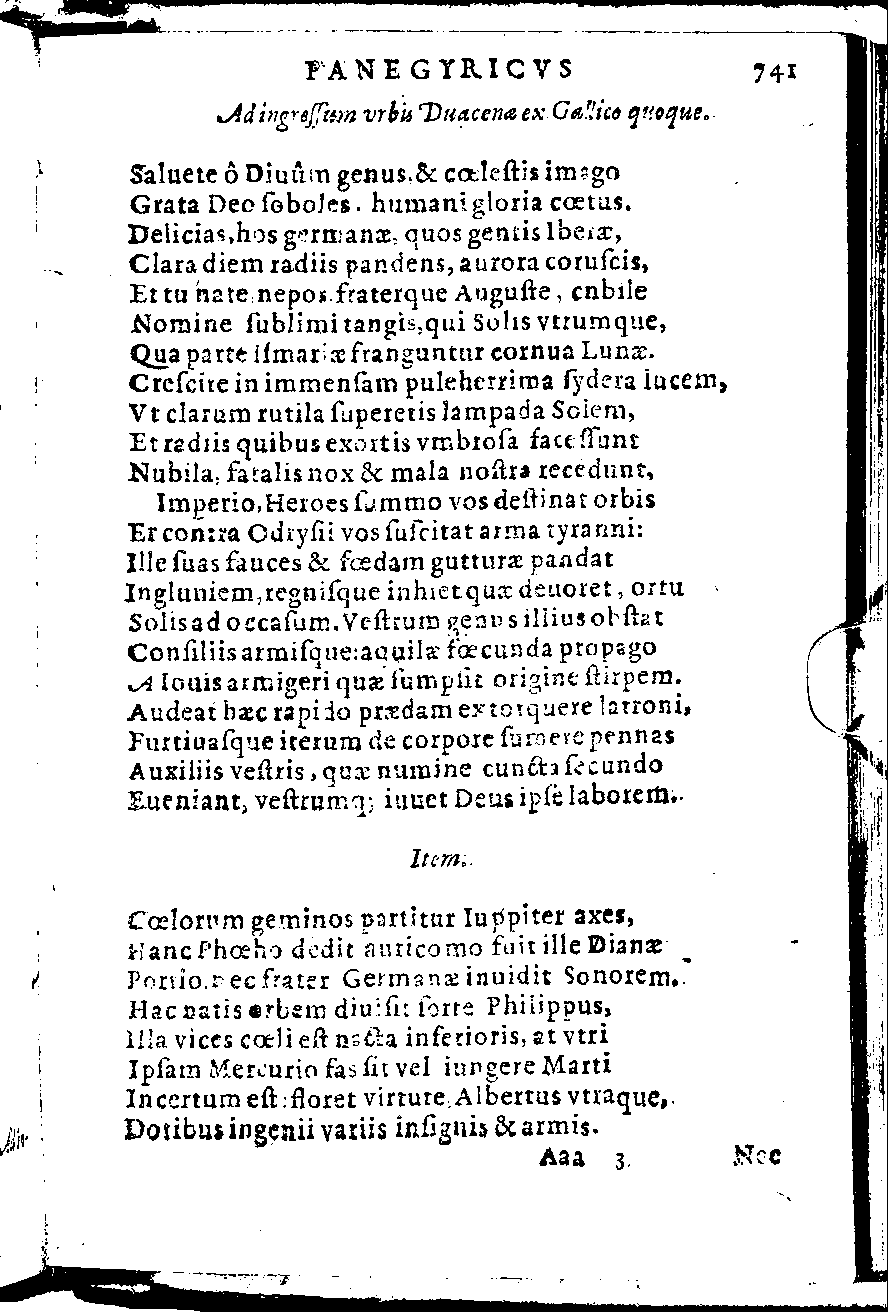 PANEGYRICVS 741
Ad ingreſſum vrbis Duacenæ ex Gallico quoque.
Saluete ô Diuûm genus, & cœleſtis imago
Grata Deo ſoboles. humani gloria cœtus.
Delicias, hos germanæ, quos gentis Iberæ,
Clara diem radiis pandens, aurora coruſcis,
Et tu nate, nepos, fraterque Auguſte, cnbile
Nomine ſublimi tangis, qui Solis vtrumque,
Qua parte Iſmariæ franguntur cornua Lunæ.
Creſcite in immenſam puleherrima ſydera lucem,
Vt clarum rutila ſuperetis lampada Solem,
Et radiis quibus exortis vmbroſa faceſſunt
Nubila, fatalis nox & mala noſtra recedunt,
Imperio, Heroes ſummo vos deſtinat orbis
Er contra Odryſii vos ſuſcitat arma tyranni:
Ille ſuas fauces & fœdam gutturæ pandat
Ingluniem, regniſque inhiet quæ deuoret, ortu
Solis ad occaſum. Veſtrum genus illius obſtat
Conſiliis armiſque: aquilæ fœcunda propago
A Iouis armigeri quæ ſumpſit origine ſtirpem.
Audeat hæc rapido prædam extorquere latroni,
Furtiuaſque iterum de corpore ſumere pennas
Auxiliis veſtris, quæ numine cuncta ſecundo
Eueniant, veſtrumq; iuuet Deus ipſe laborem.
Item.
Cœlorum geminos partitur Iuppiter axes,
Hanc Phœho dedit auricomo fuit ille Dianæ
Portio, nec frater Germanæ inuidit Sonorem.
Hac natis orbem diuiſit ſorte Philippus,
Illa vices cœli eſt nacta inferioris, at vtri
Ipſam Mercurio fas ſit vel iungere Marti
Incertum eſt: floret virtute Albertus vtraque,
Dotibus ingenii variis inſignis & armis.
Aaa 3. Nec